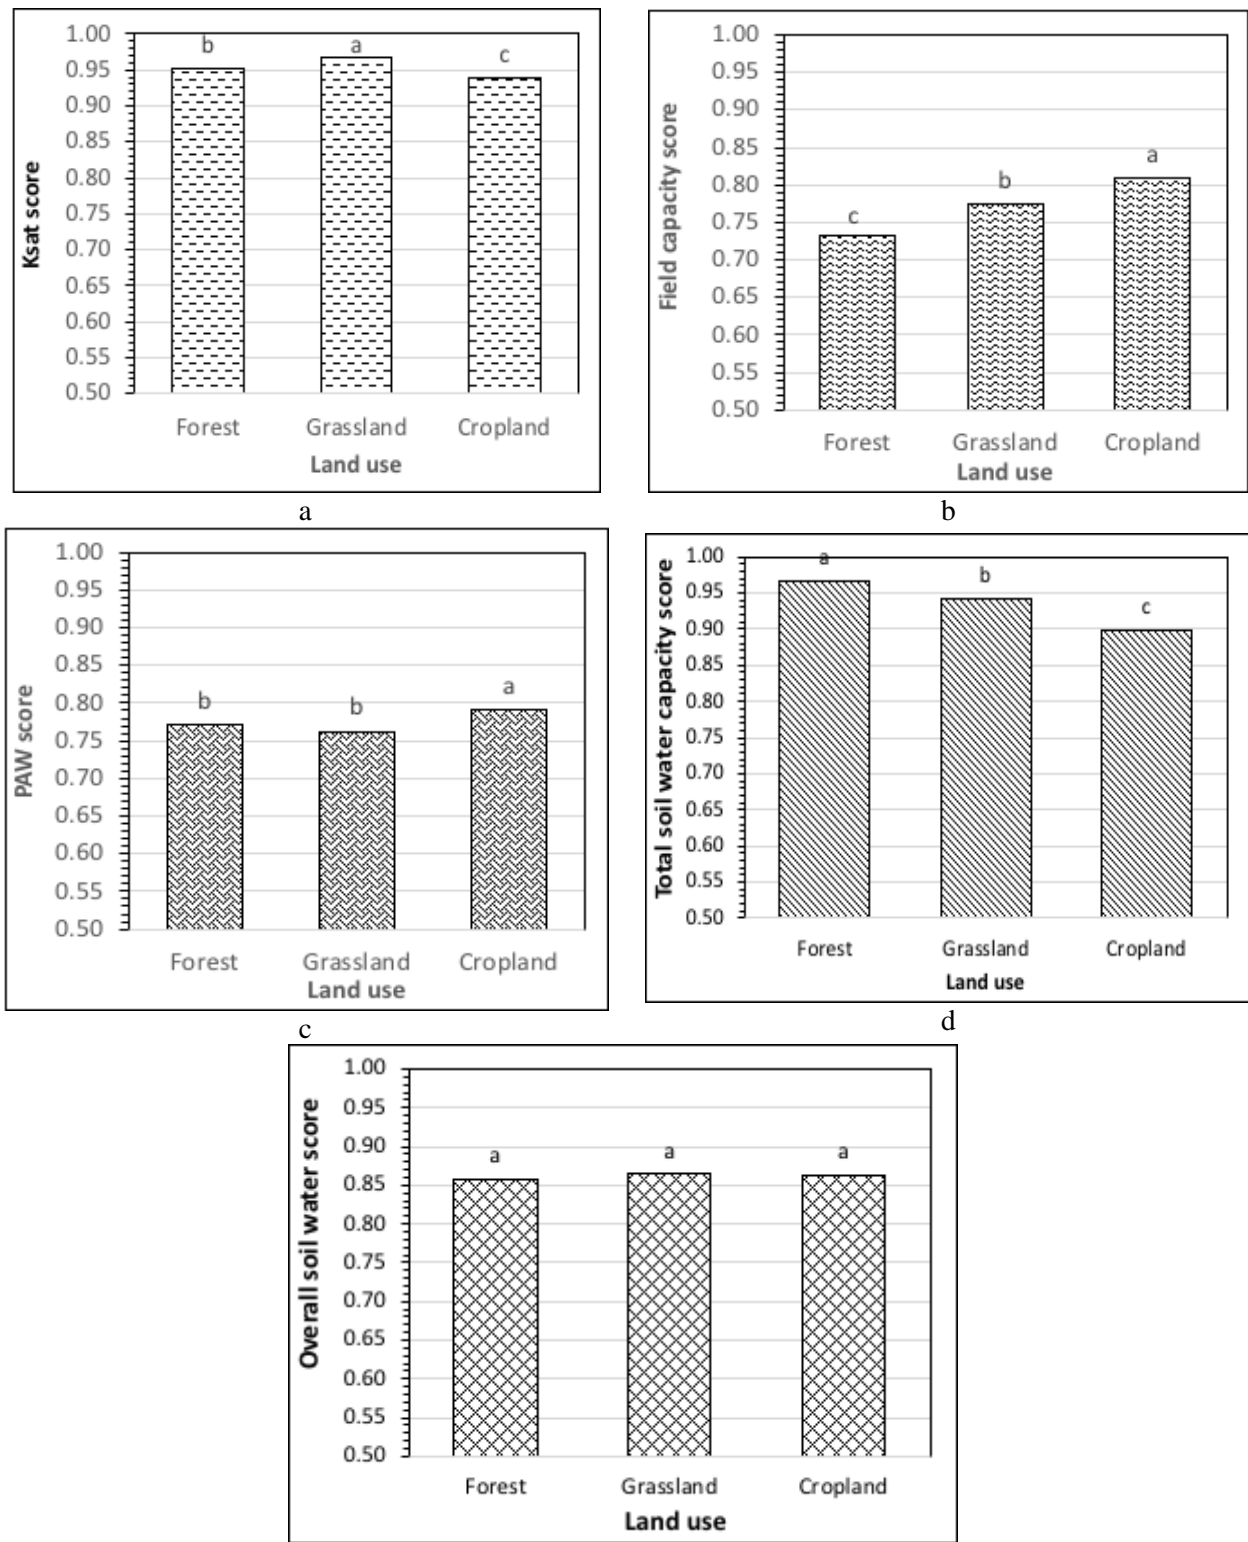 Ksat score
1.00
0.95
0.90
0.85
0.80
0.75
0.70
0.65
0.60
0.55
0.50
b
a
c
Forest Grassland Cropland
Land use
a
Field capacity score
1.00
0.95
0.90
0.85
0.80
0.75
0.70
0.65
0.60
0.55
0.50
c
b
a
Forest Grassland Cropland
Land use
b
PAW score
1.00
0.95
0.90
0.85
0.80
0.75
0.70
0.65
0.60
0.55
0.50
b
b
a
Forest Grassland Cropland
Land use
c
Total soil water capacity score
1.00
0.95
0.90
0.85
0.80
0.75
0.70
0.65
0.60
0.55
0.50
a
b
c
Forest Grassland Cropland
Land use
d
Overall soil water score
1.00
0.95
0.90
0.85
0.80
0.75
0.70
0.65
0.60
0.55
0.50
a
a
a
Forest Grassland Cropland
Land use